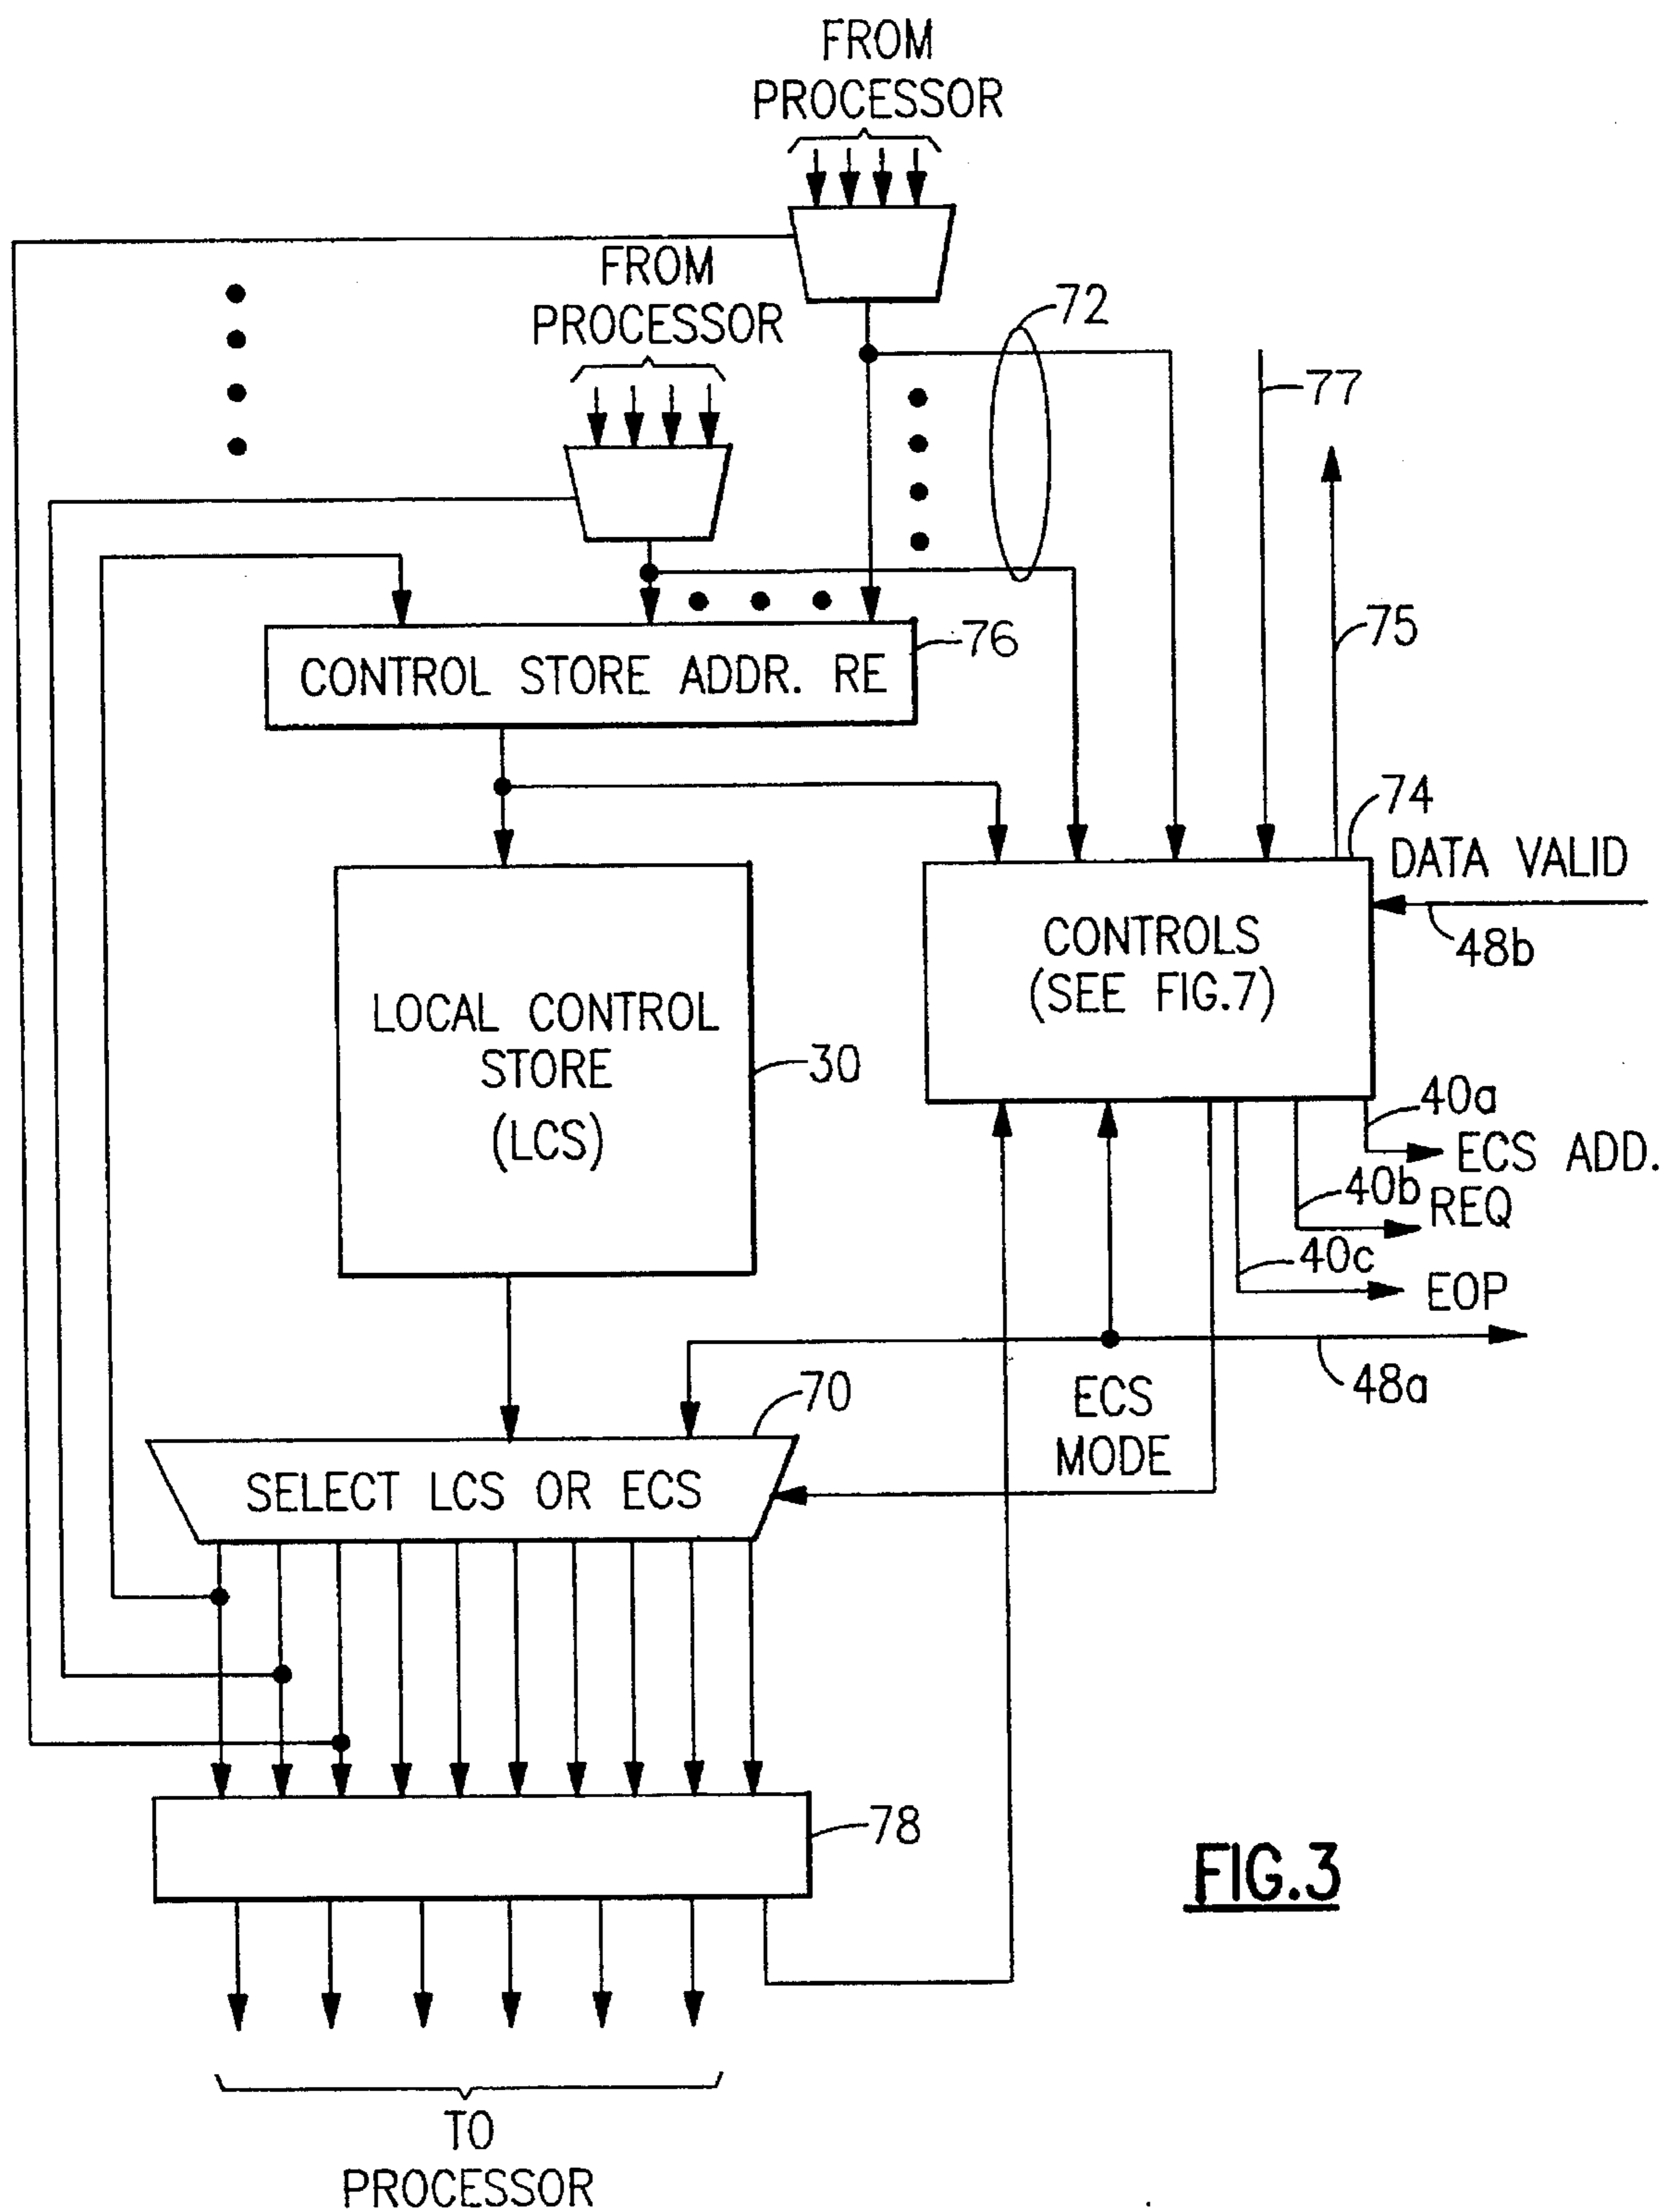 FROM
PROCESSOR
FROM
PROCESSOR
72
77
75
CONTROL STORE ADDR. RE
76
74
DATA VALID
48b
CONTROLS
(SEE FIG.7)
LOCAL CONTROL
STORE
(LCS)
30
40a
ECS ADD.
40b
REQ
40c
EOP
48a
ECS
MODE
70
SELECT LCS OR ECS
78
FIG.3
TO
PROCESSOR